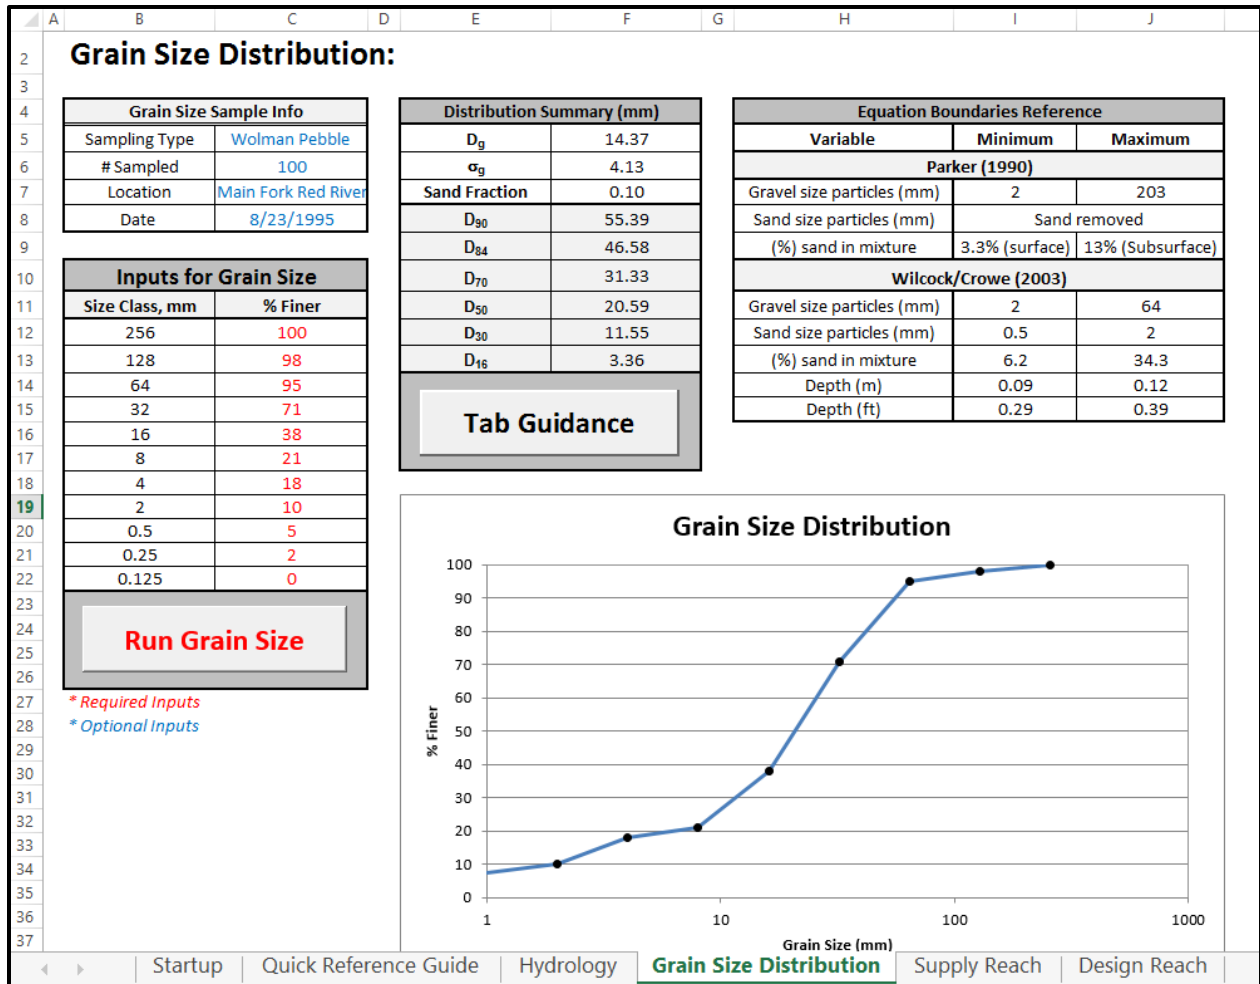 A B C D E F G H I J
2 Grain Size Distribution:
3
4 Grain Size Sample Info Distribution Summary (mm) Equation Boundaries Reference
5 Sampling Type Wolman Pebble Dg 14.37 Variable Minimum Maximum
6 # Sampled 100 σg 4.13 Parker (1990)
7 Location Main Fork Red River Sand Fraction 0.10 Gravel size particles (mm) 2 203
8 Date 8/23/1995 D90 55.39 Sand size particles (mm) Sand removed
9 D84 46.58 (%) sand in mixture 3.3% (surface) 13% (Subsurface)
10 Inputs for Grain Size D70 31.33 Wilcock/Crowe (2003)
11 Size Class, mm % Finer D50 20.59 Gravel size particles (mm) 2 64
12 256 100 D30 11.55 Sand size particles (mm) 0.5 2
13 128 98 D16 3.36 (%) sand in mixture 6.2 34.3
14 64 95 Depth (m) 0.09 0.12
15 32 71 Tab Guidance Depth (ft) 0.29 0.39
16 16 38
17 8 21
18 4 18
19 2 10
20 0.5 5
21 0.25 2
22 0.125 0
23
24 Run Grain Size
25
26
27 * Required Inputs
28 * Optional Inputs
29
30
31
32
33
34
35
36
37
Grain Size Distribution
% Finer
100
90
80
70
60
50
40
30
20
10
0
1 10 100 1000
Grain Size (mm)
Startup Quick Reference Guide Hydrology Grain Size Distribution Supply Reach Design Reach